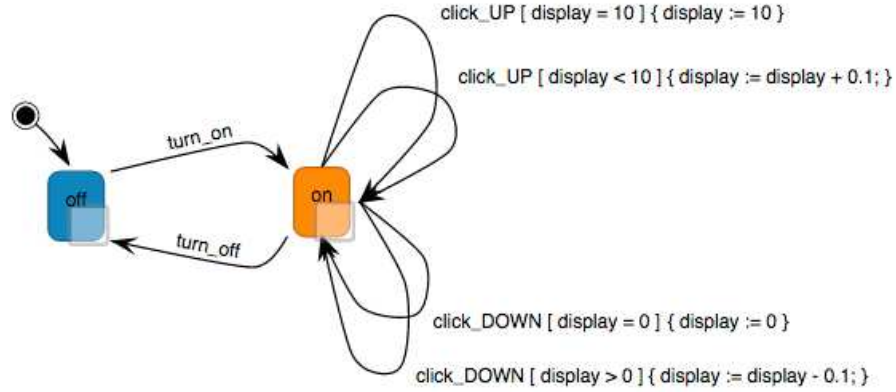 click_UP [ display = 10 ] { display := 10 }
click_UP [ display < 10 ] { display := display + 0.1; }
turn_on
off
on
turn_off
click_DOWN [ display = 0 ] { display := 0 }
click_DOWN [ display > 0 ] { display := display - 0.1; }